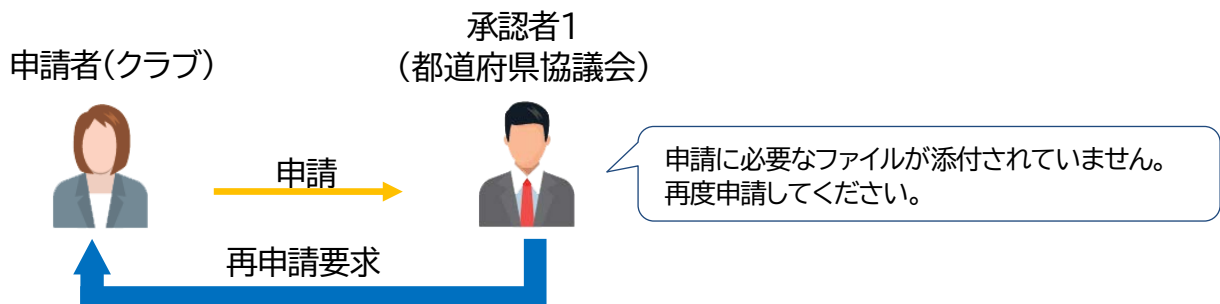 申請者(クラブ)
承認者1
(都道府県協議会)
申請
申請に必要なファイルが添付されていません。
再度申請してください。
再申請要求